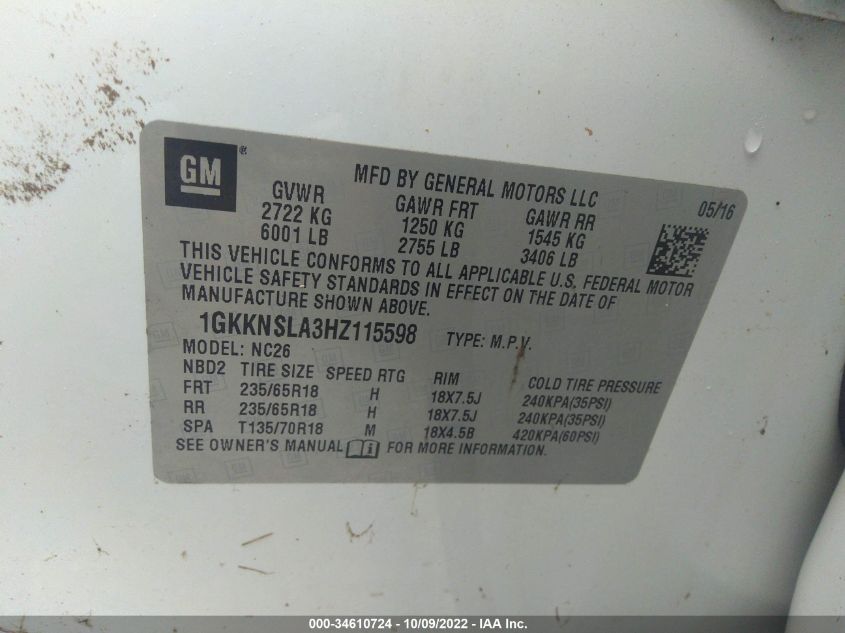 GM®
MFD BY GENERAL MOTORS LLC
05/16
GVWR GAWR FRT GAWR RR
2722 KG 1250 KG 1545 KG
6001 LB 2755 LB 3406 LB
THIS VEHICLE CONFORMS TO ALL APPLICABLE U.S. FEDERAL MOTOR
VEHICLE SAFETY STANDARDS IN EFFECT ON THE DATE OF
MANUFACTURE SHOWN ABOVE.
1GKKNSLA3HZ115598 TYPE: M.P.V.
MODEL: NC26
NBD2 TIRE SIZE SPEED RTG RIM COLD TIRE PRESSURE
FRT 235/65R18 H 18X7.5J 240KPA(35PSI)
RR 235/65R18 H 18X7.5J 240KPA(35PSI)
SPA T135/70R18 M 18X4.5B 420KPA(60PSI)
SEE OWNER'S MANUAL FOR MORE INFORMATION.
000-34610724 - 10/09/2022 - IAA Inc.